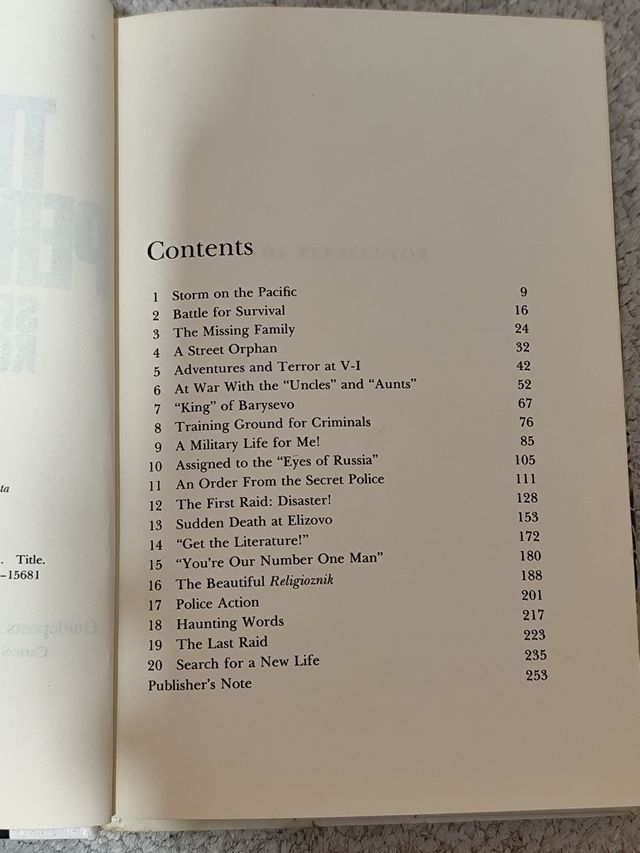 Contents
THE PERSECUTOR
1 Storm on the Pacific 9
2 Battle for Survival 16
3 The Missing Family 24
4 A Street Orphan 32
5 Adventures and Terror at V-I 42
6 At War With the “Uncles” and “Aunts” 52
7 “King” of Barysevo 67
8 Training Ground for Criminals 76
9 A Military Life for Me! 85
10 Assigned to the “Eyes of Russia” 105
11 An Order From the Secret Police 111
12 The First Raid: Disaster! 128
13 Sudden Death at Elizovo 153
14 “Get the Literature!” 172
15 “You’re Our Number One Man” 180
16 The Beautiful Religioznik 188
17 Police Action 201
18 Haunting Words 217
19 The Last Raid 223
20 Search for a New Life 235
Publisher’s Note 253
ta
. Title.
–15681
Guideposts